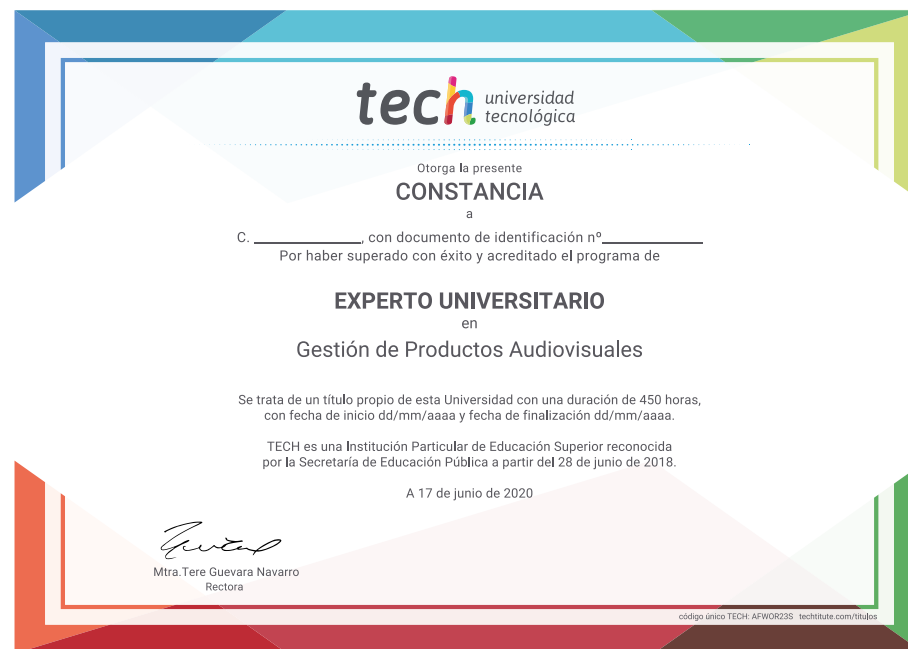 tech universidad
tecnológica
Otorga la presente
CONSTANCIA
a
C. ____________, con documento de identificación nº____________
Por haber superado con éxito y acreditado el programa de
EXPERTO UNIVERSITARIO
en
Gestión de Productos Audiovisuales
Se trata de un título propio de esta Universidad con una duración de 450 horas,
con fecha de inicio dd/mm/aaaa y fecha de finalización dd/mm/aaaa.
TECH es una Institución Particular de Educación Superior reconocida
por la Secretaría de Educación Pública a partir del 28 de junio de 2018.
A 17 de junio de 2020
Mtra.Tere Guevara Navarro
Rectora
código único TECH: AFWOR23S techtitute.com/titulos